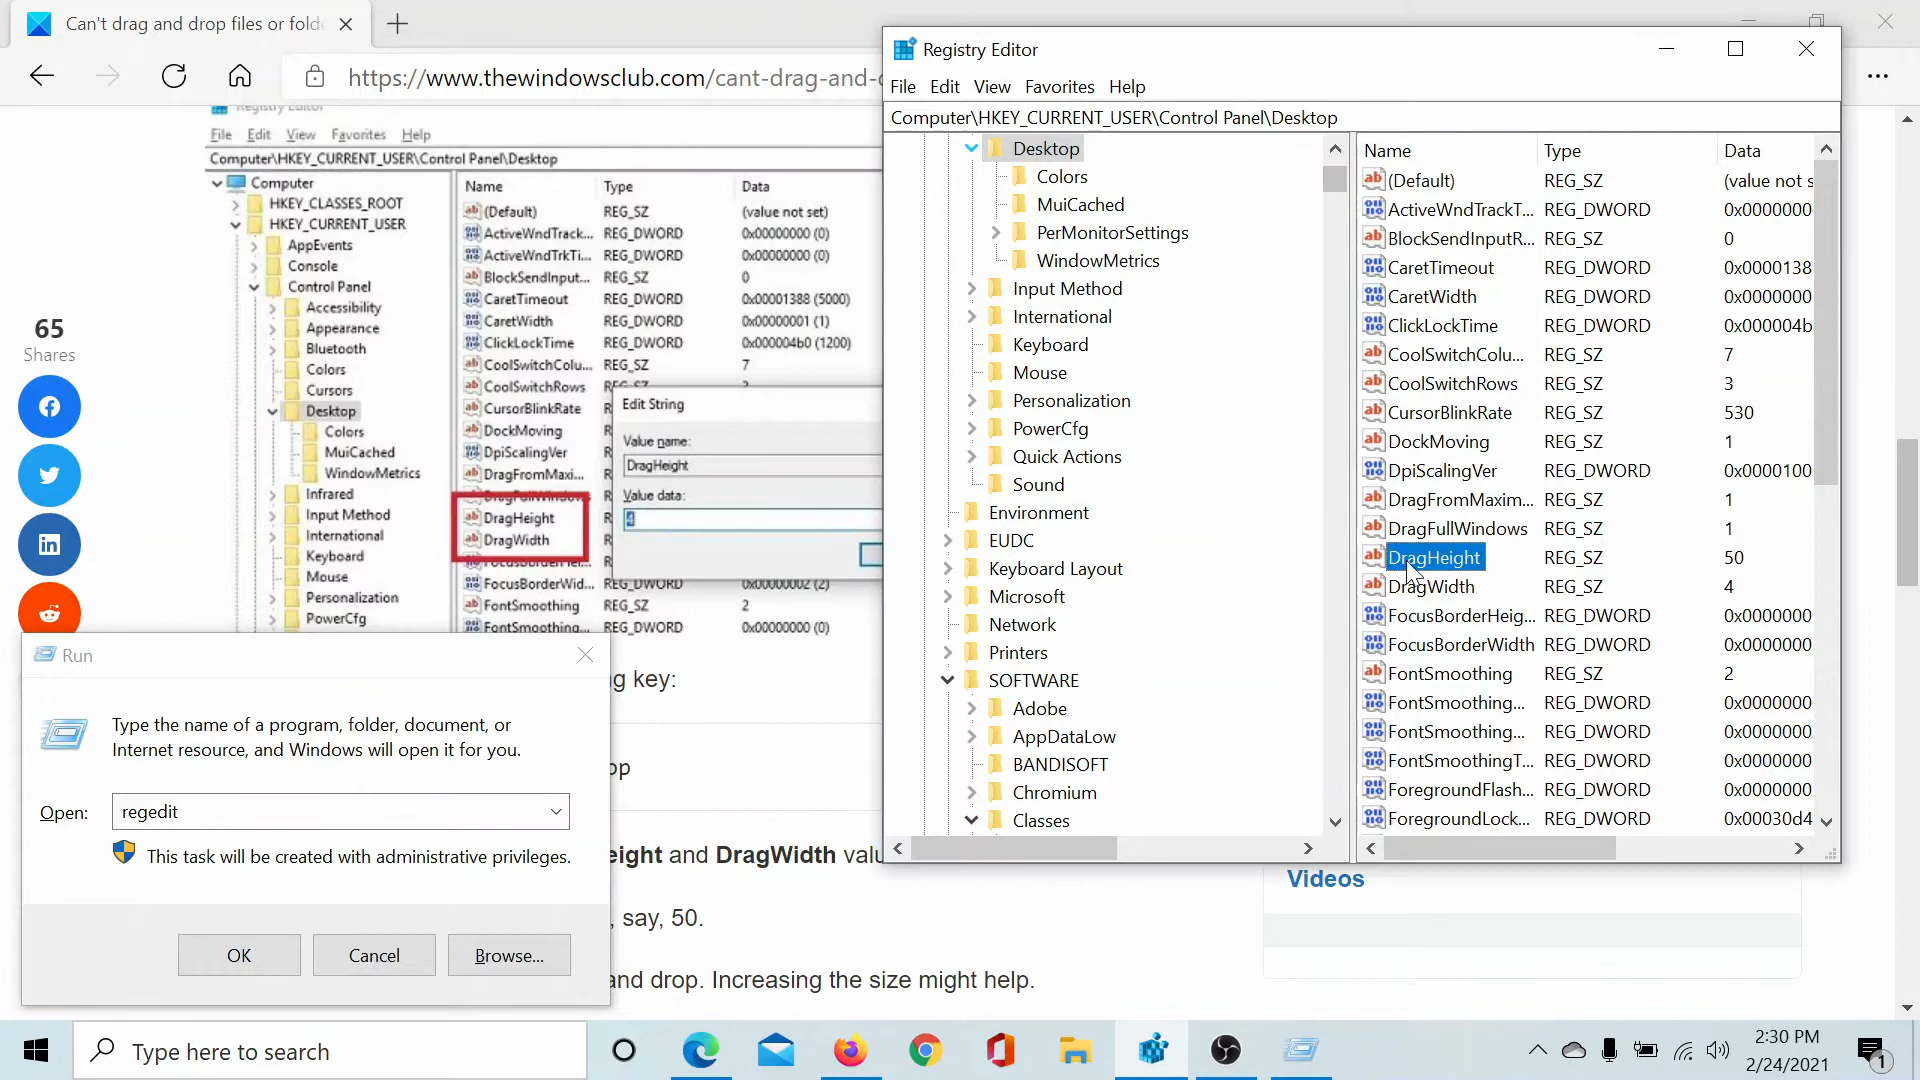 Can't drag and drop files or fold
https://www.thewindowsclub.com/cant-drag-and-
Registry Editor
File Edit View Favorites Help
Computer\HKEY_CURRENT_USER\Control Panel\Desktop
Computer
HKEY_CLASSES_ROOT
HKEY_CURRENT_USER
AppEvents
Console
Control Panel
Accessibility
Appearance
Bluetooth
Colors
Cursors
Desktop
Colors
MuiCached
WindowMetrics
Infrared
Input Method
International
Keyboard
Mouse
Personalization
PowerCfg
Name Type Data
(Default) REG_SZ (value not set)
ActiveWndTrack... REG_DWORD 0x00000000 (0)
ActiveWndTrkTi... REG_DWORD 0x00000000 (0)
BlockSendInput... REG_SZ 0
CaretTimeout REG_DWORD 0x00001388 (5000)
CaretWidth REG_DWORD 0x00000001 (1)
ClickLockTime REG_DWORD 0x000004b0 (1200)
CoolSwitchColu... REG_SZ 7
CoolSwitchRows REG_SZ
CursorBlinkRate
DockMoving
DpiScalingVer
DragFromMaxi...
DragFullWindows
DragHeight
DragWidth
FocusBorderHei...
FocusBorderWid... REG_DWORD 0x00000002 (2)
FontSmoothing REG_SZ 2
FontSmoothing... REG_DWORD 0x00000000 (0)
Edit String
Value name:
DragHeight
Value data:
4
65
Shares
g key:
op
eight and DragWidth valu
, say, 50.
and drop. Increasing the size might help.
Videos
Run
Type the name of a program, folder, document, or
Internet resource, and Windows will open it for you.
Open: regedit
This task will be created with administrative privileges.
OK Cancel Browse...
Registry Editor
File Edit View Favorites Help
Computer\HKEY_CURRENT_USER\Control Panel\Desktop
Desktop
Colors
MuiCached
PerMonitorSettings
WindowMetrics
Input Method
International
Keyboard
Mouse
Personalization
PowerCfg
Quick Actions
Sound
Environment
EUDC
Keyboard Layout
Microsoft
Network
Printers
SOFTWARE
Adobe
AppDataLow
BANDISOFT
Chromium
Classes
Name Type Data
(Default) REG_SZ (value not s
ActiveWndTrackT... REG_DWORD 0x0000000
BlockSendInputR... REG_SZ 0
CaretTimeout REG_DWORD 0x0000138
CaretWidth REG_DWORD 0x0000000
ClickLockTime REG_DWORD 0x000004b
CoolSwitchColu... REG_SZ 7
CoolSwitchRows REG_SZ 3
CursorBlinkRate REG_SZ 530
DockMoving REG_SZ 1
DpiScalingVer REG_DWORD 0x0000100
DragFromMaxim... REG_SZ 1
DragFullWindows REG_SZ 1
DragHeight REG_SZ 50
DragWidth REG_SZ 4
FocusBorderHeig... REG_DWORD 0x0000000
FocusBorderWidth REG_DWORD 0x0000000
FontSmoothing REG_SZ 2
FontSmoothing... REG_DWORD 0x0000000
FontSmoothing... REG_DWORD 0x0000000
FontSmoothingT... REG_DWORD 0x0000000
ForegroundFlash... REG_DWORD 0x0000000
ForegroundLock... REG_DWORD 0x00030d4
Type here to search
2:30 PM
2/24/2021
1